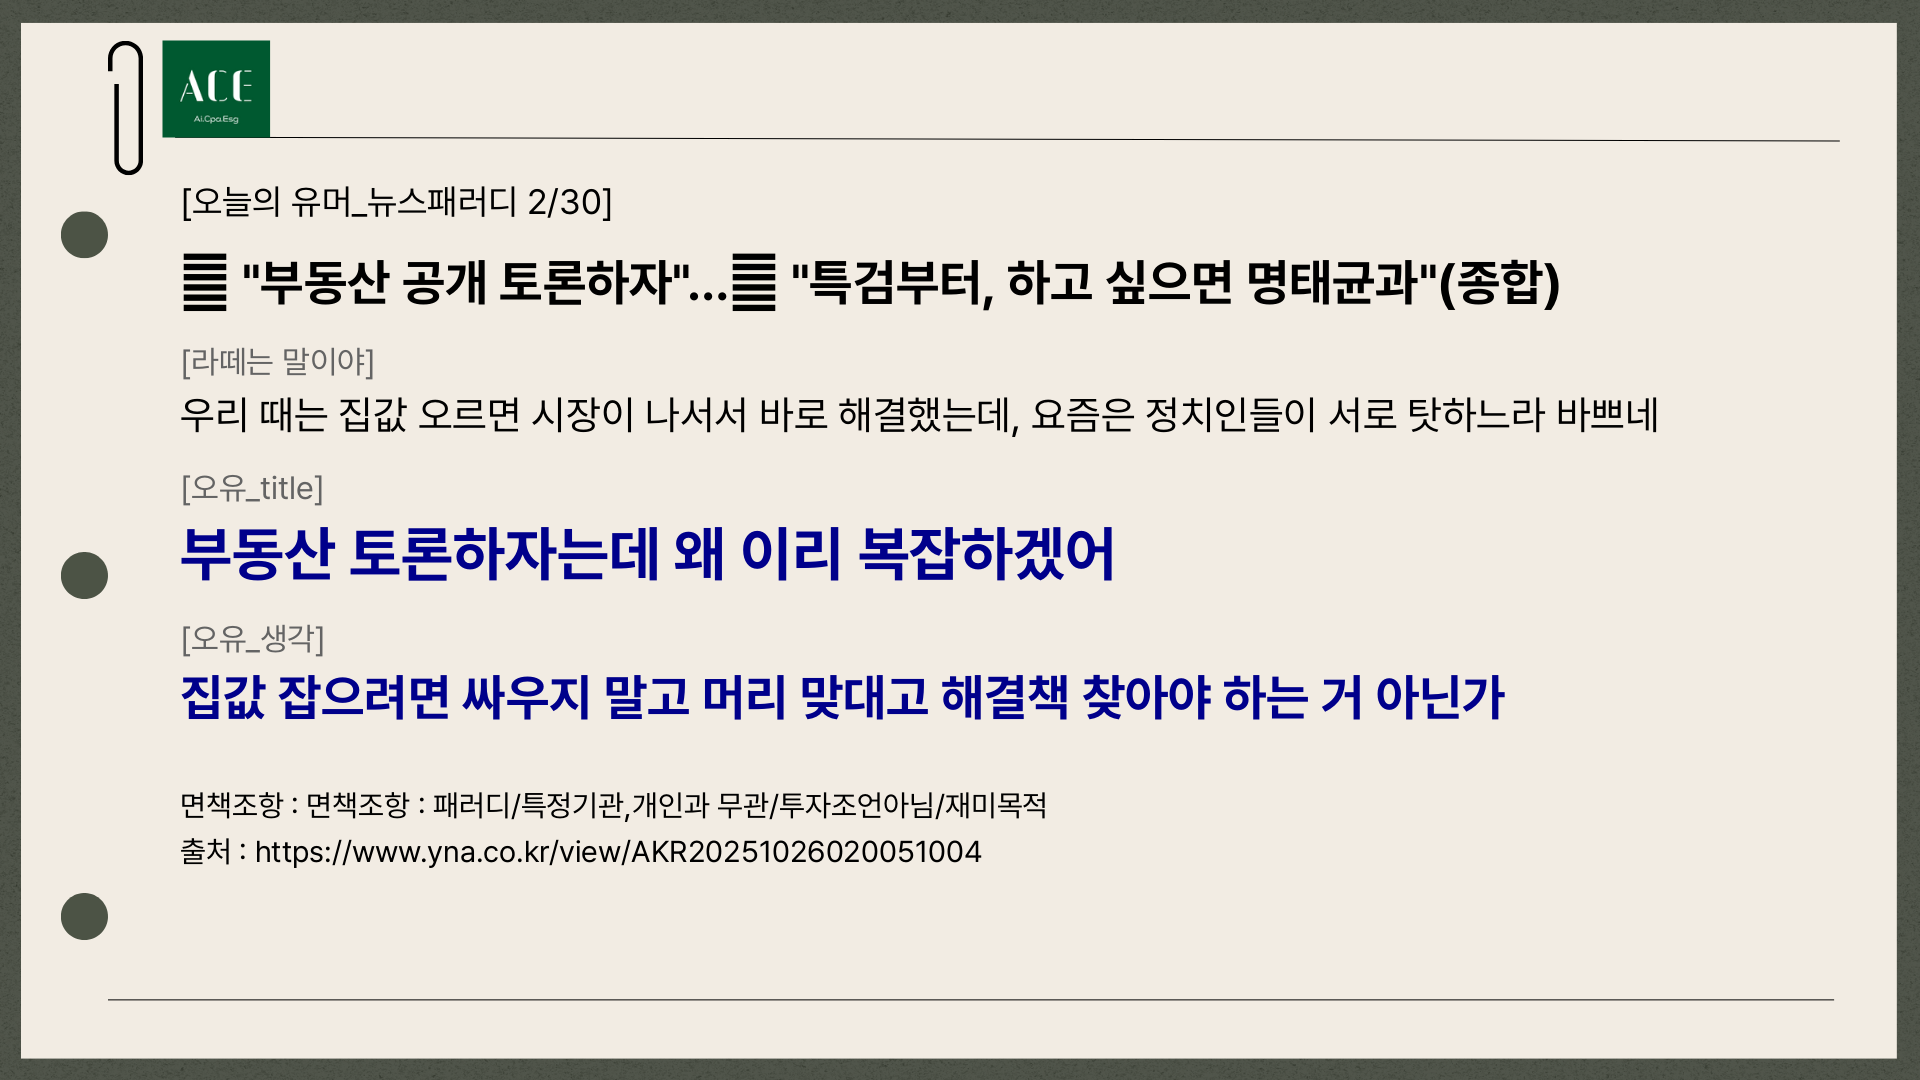 ACE
Ai.Cpa.Esg
[오늘의 유머_뉴스패러디 2/30]
"부동산 공개 토론하자"... "특검부터, 하고 싶으면 명태균과"(종합)
[라떼는 말이야]
우리 때는 집값 오르면 시장이 나서서 바로 해결했는데, 요즘은 정치인들이 서로 탓하느라 바쁘네
[오유_title]
부동산 토론하자는데 왜 이리 복잡하겠어
[오유_생각]
집값 잡으려면 싸우지 말고 머리 맞대고 해결책 찾아야 하는 거 아닌가
면책조항 : 면책조항 : 패러디/특정기관,개인과 무관/투자조언아님/재미목적
출처 : https://www.yna.co.kr/view/AKR20251026020051004